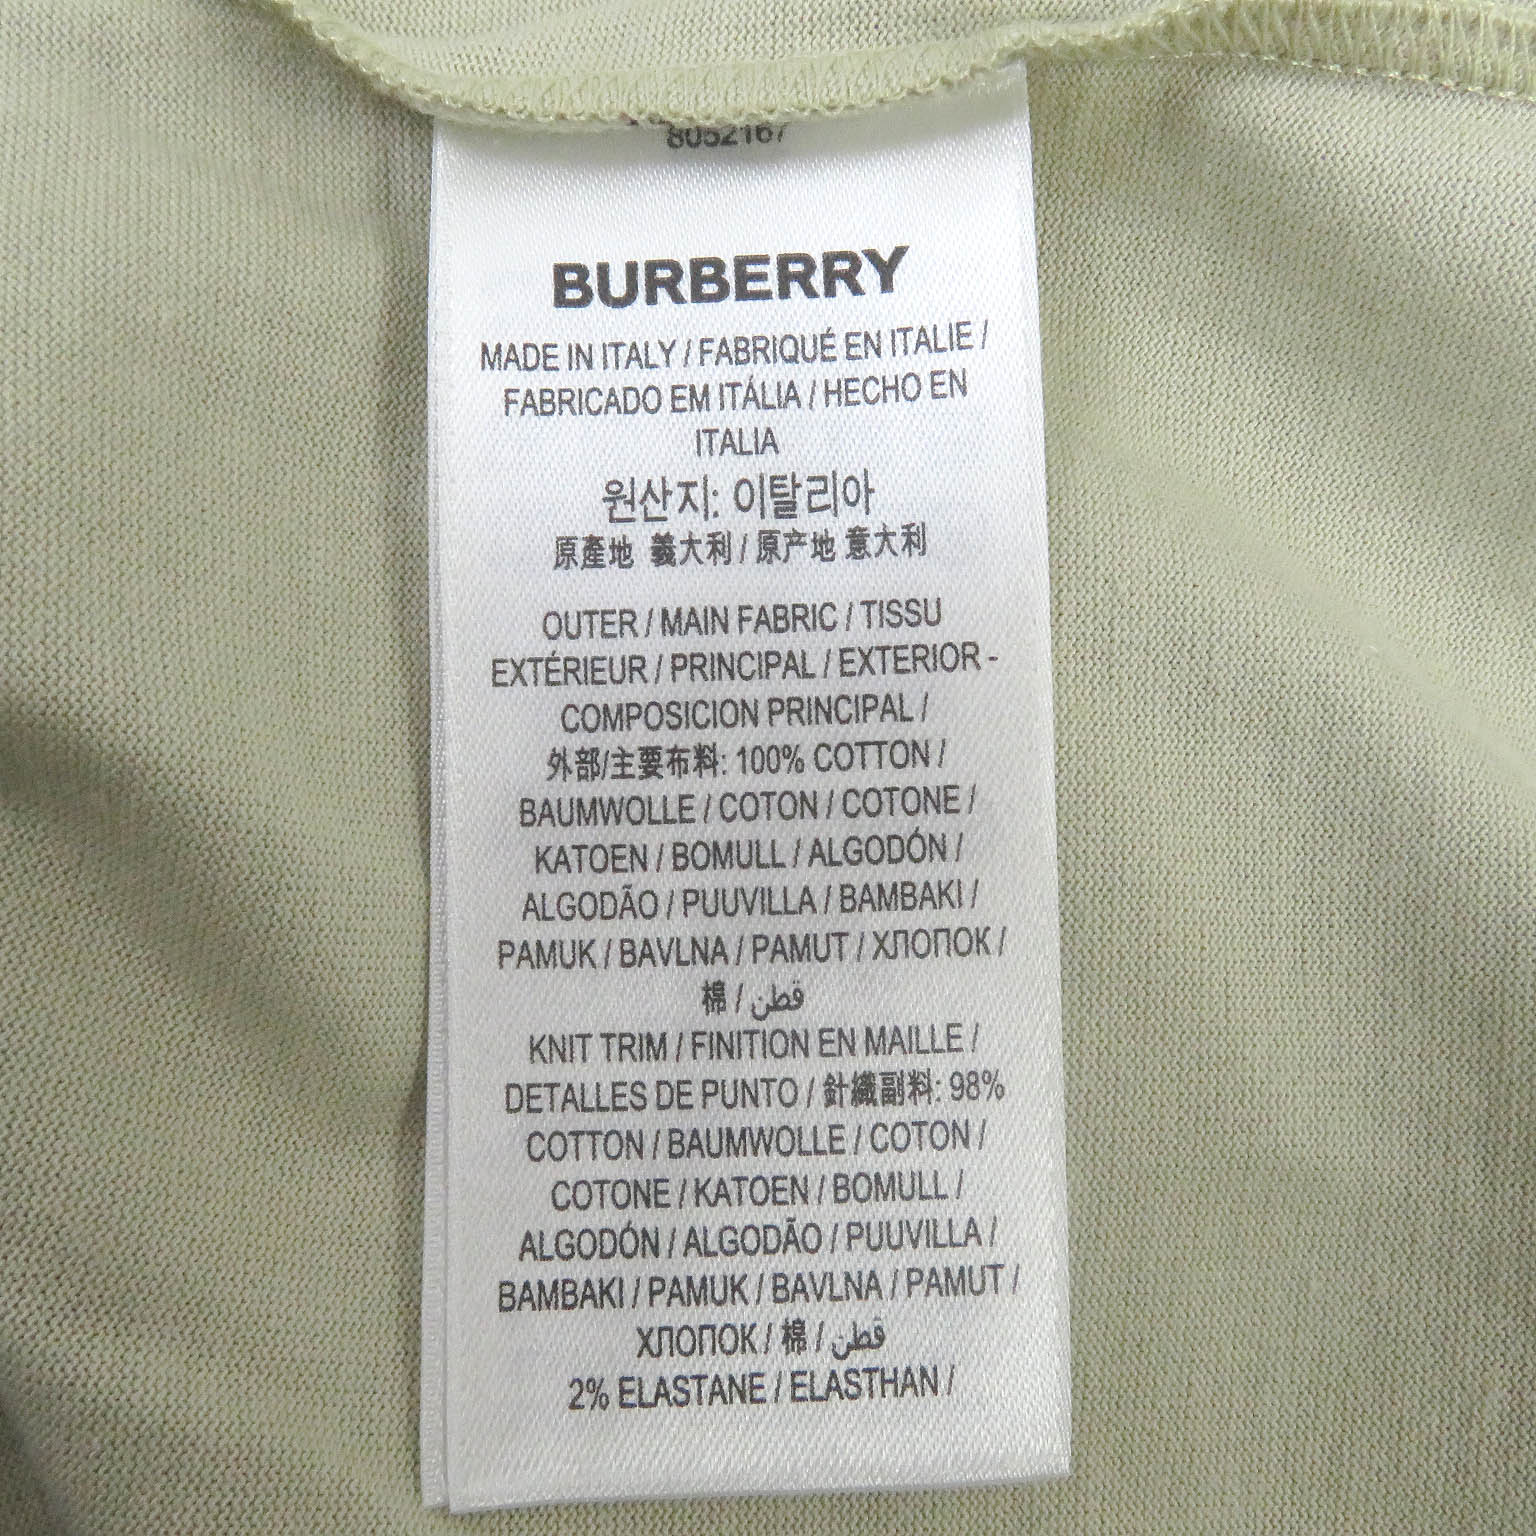 8052167
BURBERRY
MADE IN ITALY / FABRIQUÉ EN ITALIE /
FABRICADO EM ITÁLIA / HECHO EN
ITALIA
원산지: 이탈리아
原產地 義大利 / 原产地 意大利
OUTER / MAIN FABRIC / TISSU
EXTÉRIEUR / PRINCIPAL / EXTERIOR -
COMPOSICION PRINCIPAL /
外部/主要布料: 100% COTTON /
BAUMWOLLE / COTON / COTONE /
KATOEN / BOMULL / ALGODÓN /
ALGODÃO / PUUVILLA / BAMBAKI /
PAMUK / BAVLNA / PAMUT / ХЛОПОК /
棉 / قطن
KNIT TRIM / FINITION EN MAILLE /
DETALLES DE PUNTO / 針織副料: 98%
COTTON / BAUMWOLLE / COTON /
COTONE / KATOEN / BOMULL /
ALGODÓN / ALGODÃO / PUUVILLA /
BAMBAKI / PAMUK / BAVLNA / PAMUT /
ХЛОПОК / 棉 / قطن
2% ELASTANE / ELASTHAN /